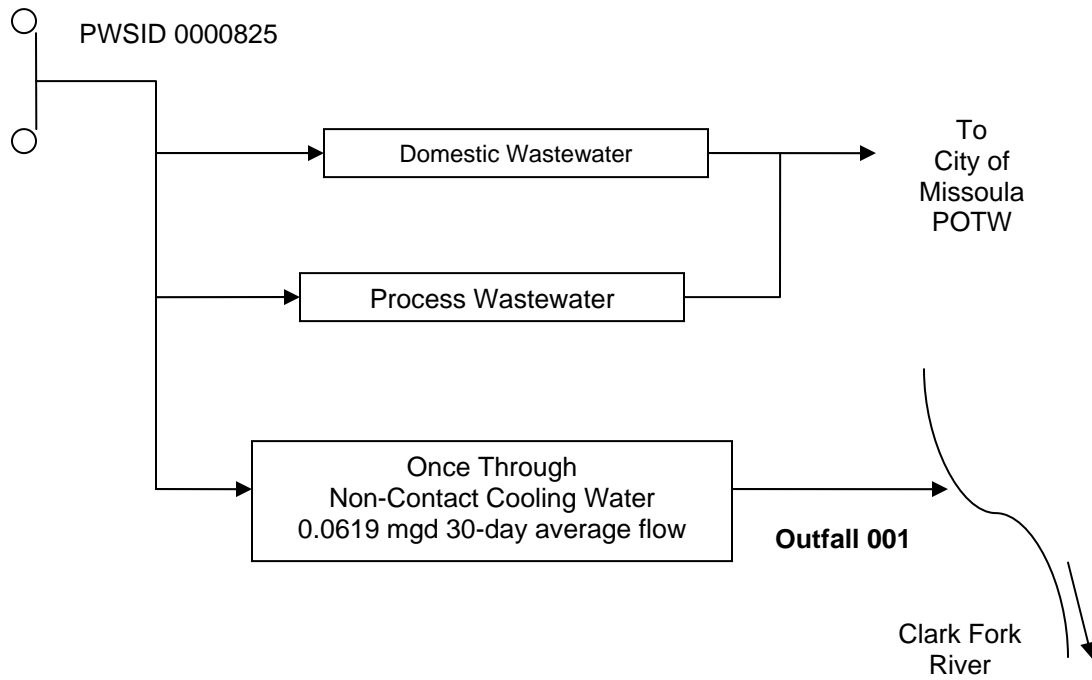 PWSID 0000825
Domestic Wastewater
To
City of
Missoula
POTW
Process Wastewater
Once Through
Non-Contact Cooling Water
0.0619 mgd 30-day average flow
Outfall 001
Clark Fork
River